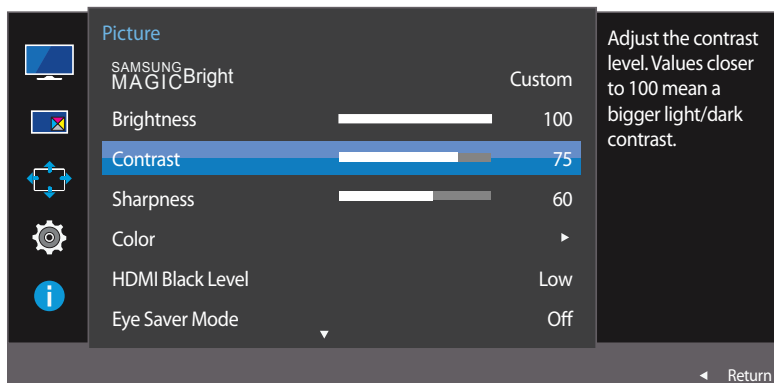 Picture
SAMSUNG
MAGICBright Custom
Brightness 100
Contrast 75
Sharpness 60
Color
HDMI Black Level Low
Eye Saver Mode Off
Adjust the contrast
level. Values closer
to 100 mean a
bigger light/dark
contrast.
Return